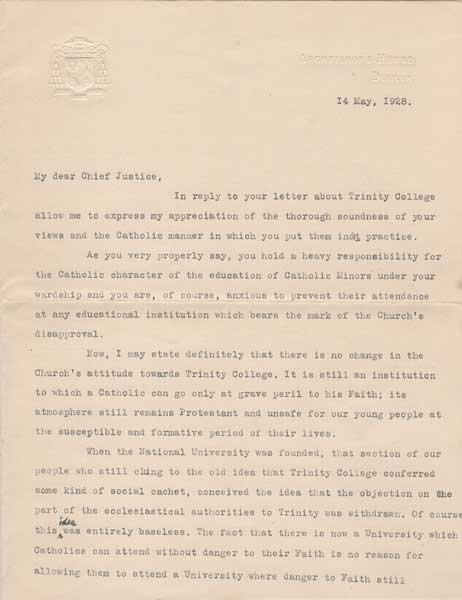 ARCHBISHOP'S HOUSE
DUBLIN
14 May, 1928.
My dear Chief Justice,
In reply to your letter about Trinity College
allow me to express my appreciation of the thorough soundness of your
views and the Catholic manner in which you put them into practice.
As you very properly say, you hold a heavy responsibility for
the Catholic character of the education of Catholic Minors under your
wardship and you are, of course, anxious to prevent their attendance
at any educational institution which bears the mark of the Church's
disapproval.
Now, I may state definitely that there is no change in the
Church's attitude towards Trinity College. It is still an institution
to which a Catholic can go only at grave peril to his Faith; its
atmosphere still remains Protestant and unsafe for our young people at
the susceptible and formative period of their lives.
When the National University was founded, that section of our
people who still clung to the old idea that Trinity College conferred
some kind of social cachet, conceived the idea that the objection on the
part of the ecclesiastical authorities to Trinity was withdrawn. Of course
this idea was entirely baseless. The fact that there is now a University which
Catholics can attend without danger to their Faith is no reason for
allowing them to attend a University where danger to Faith still